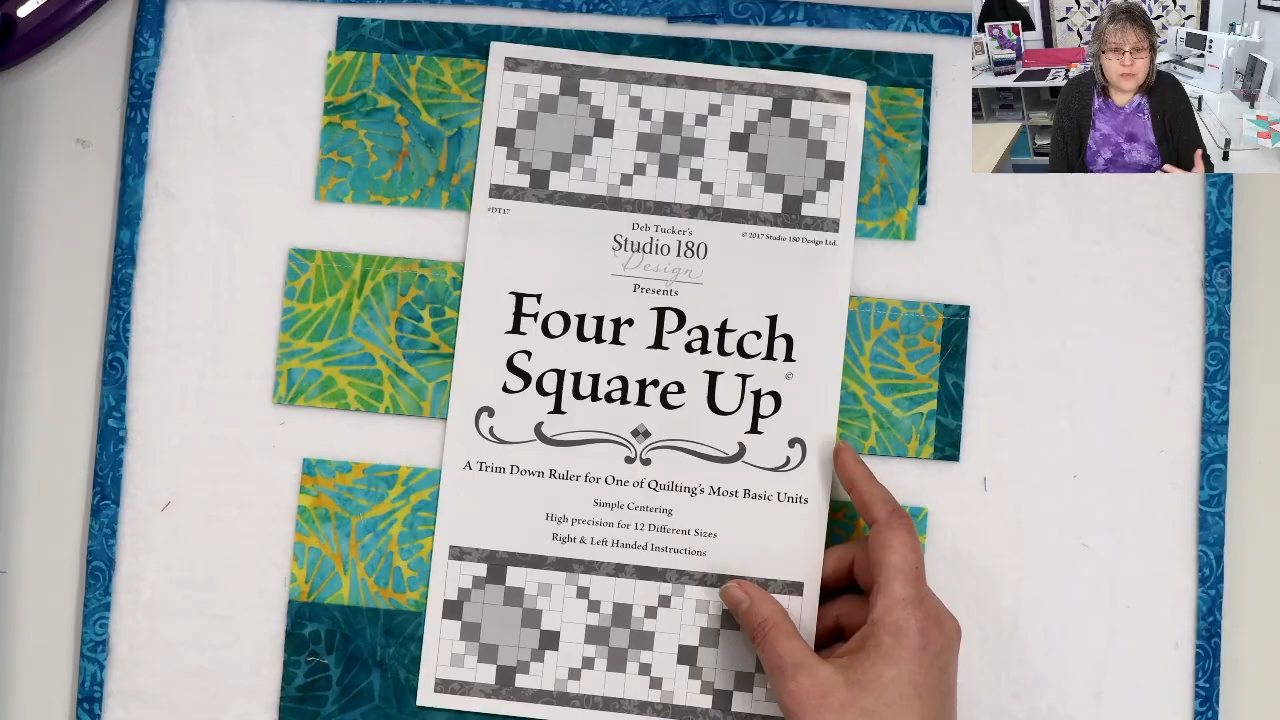 #DT17
© 2017 Studio 180 Design Ltd.
Deb Tucker's
Studio 180
Design
Presents
Four Patch
Square Up©
A Trim Down Ruler for One of Quilting's Most Basic Units
Simple Centering
High precision for 12 Different Sizes
Right & Left Handed Instructions